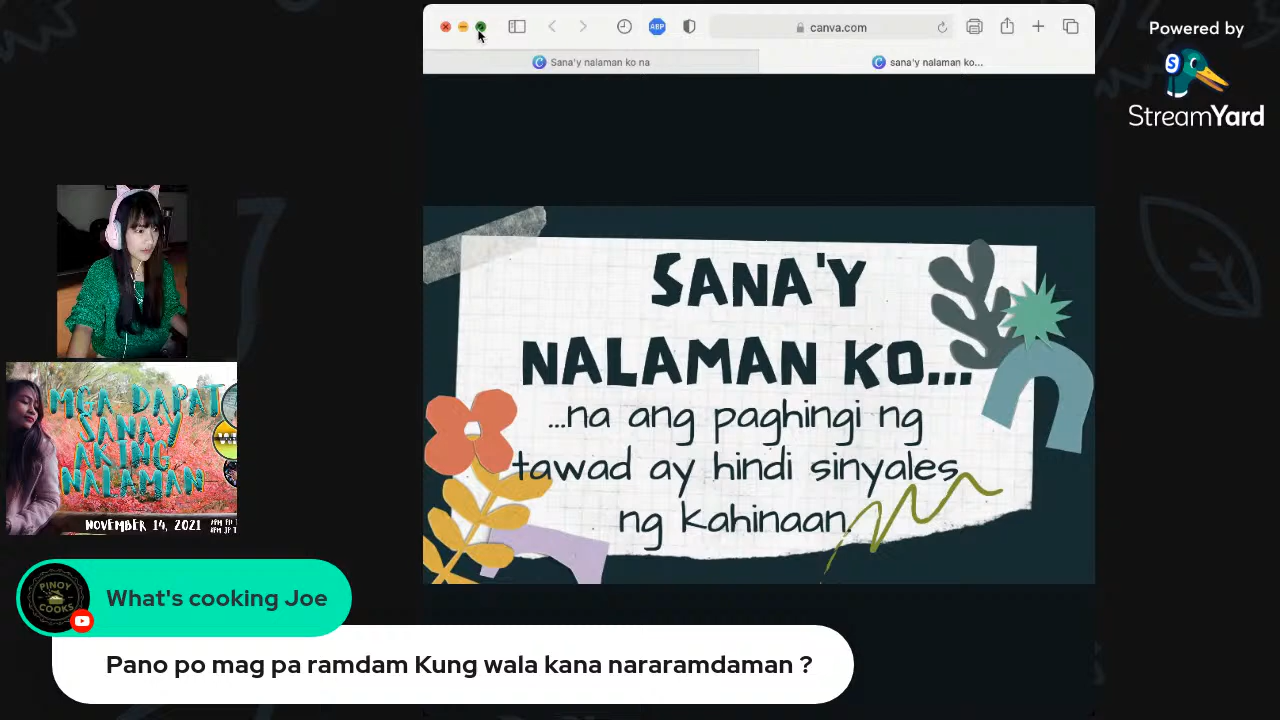 Powered by
StreamYard
ABP
canva.com
Sana'y nalaman ko na
sana'y nalaman ko...
SANA'Y
NALAMAN KO...
...na ang paghingi ng
tawad ay hindi sinyales
ng kahinaan.
MGA DAPAT
SANA'Y
AKING
NALAMAN
NOVEMBER 14, 2021
PINOY
COOKS
What's cooking Joe
Pano po mag pa ramdam Kung wala kana nararamdaman ?